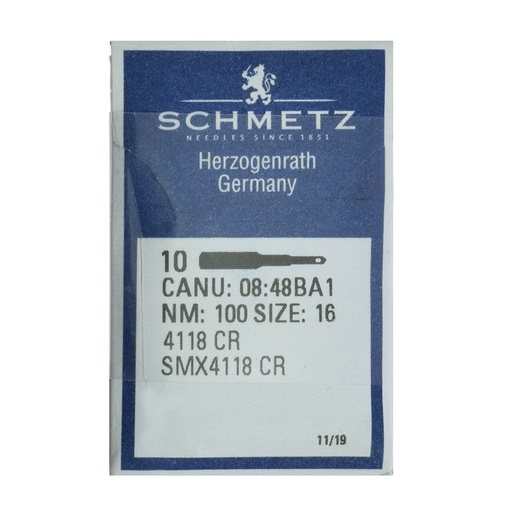 SCHMETZ
NEEDLES SINCE 1851
Herzogenrath
Germany
10
CANU: 08:48BA1
NM: 100 SIZE: 16
4118 CR
SMX4118 CR
11/19